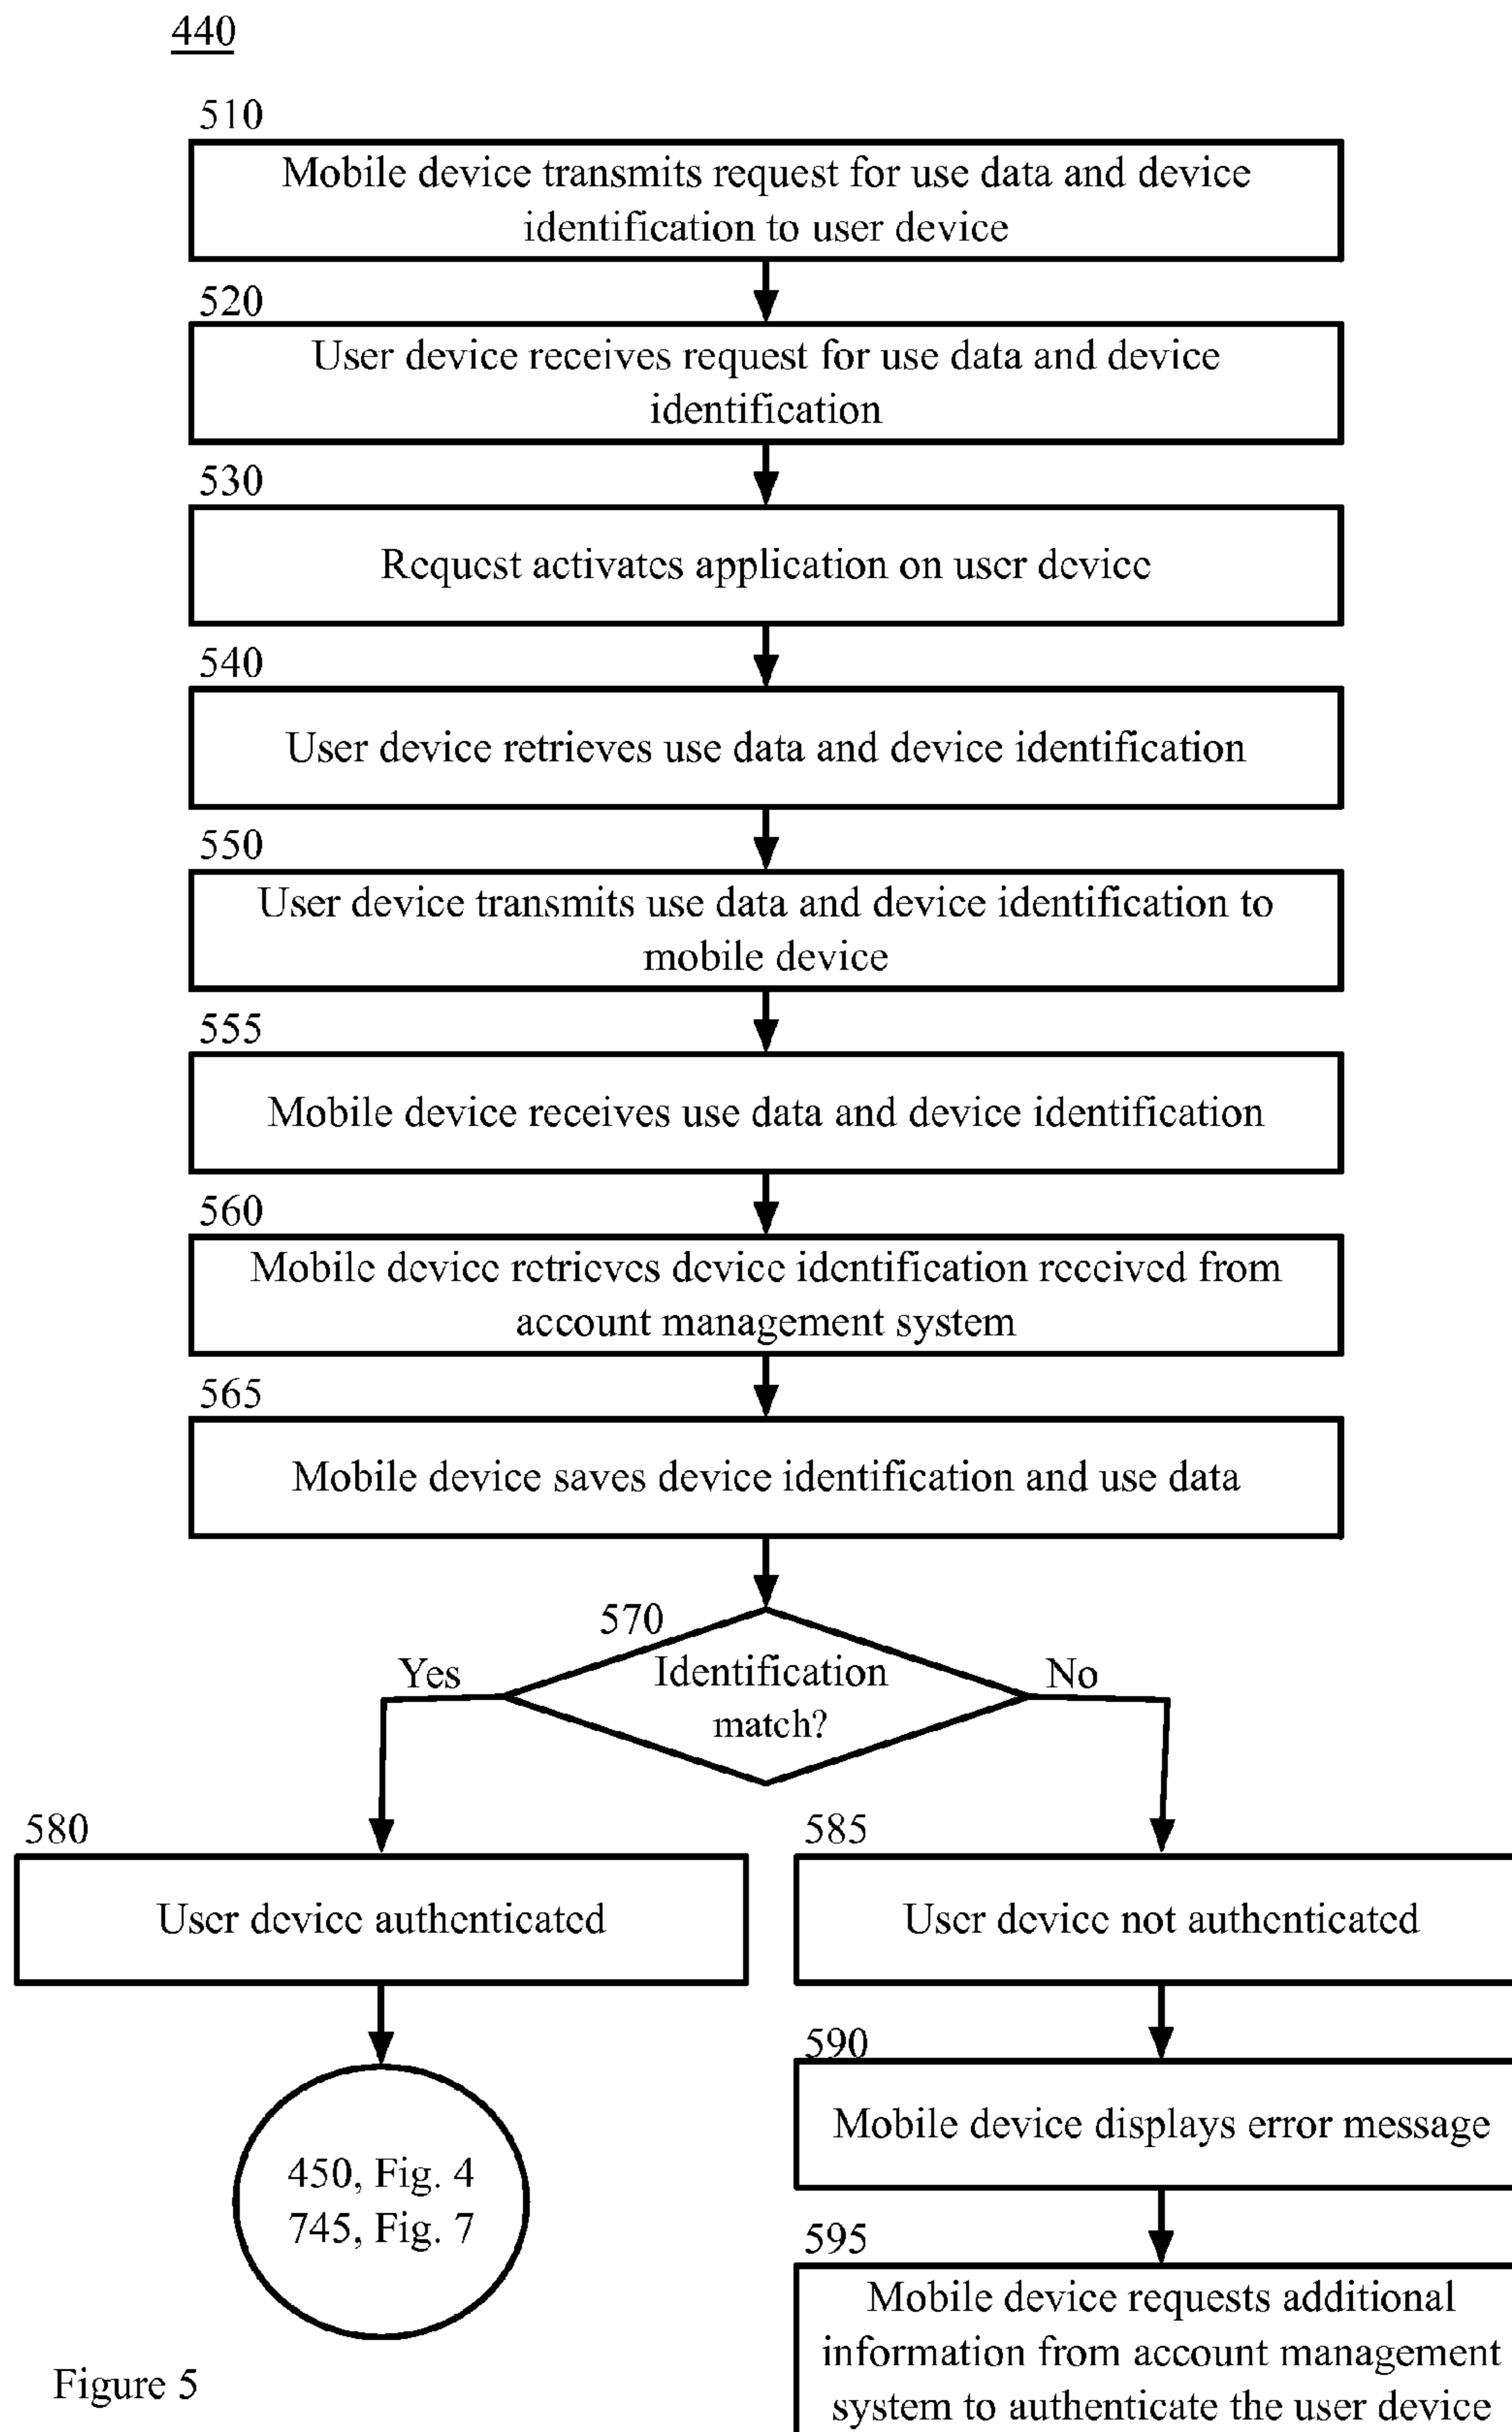 440
510
Mobile device transmits request for use data and device
identification to user device
520
User device receives request for use data and device
identification
530
Request activates application on user device
540
User device retrieves use data and device identification
550
User device transmits use data and device identification to
mobile device
555
Mobile device receives use data and device identification
560
Mobile device retrieves device identification received from
account management system
565
Mobile device saves device identification and use data
570
Identification
match?
Yes
No
580
User device authenticated
585
User device not authenticated
590
Mobile device displays error message
450, Fig. 4
745, Fig. 7
595
Mobile device requests additional
information from account management
system to authenticate the user device
Figure 5